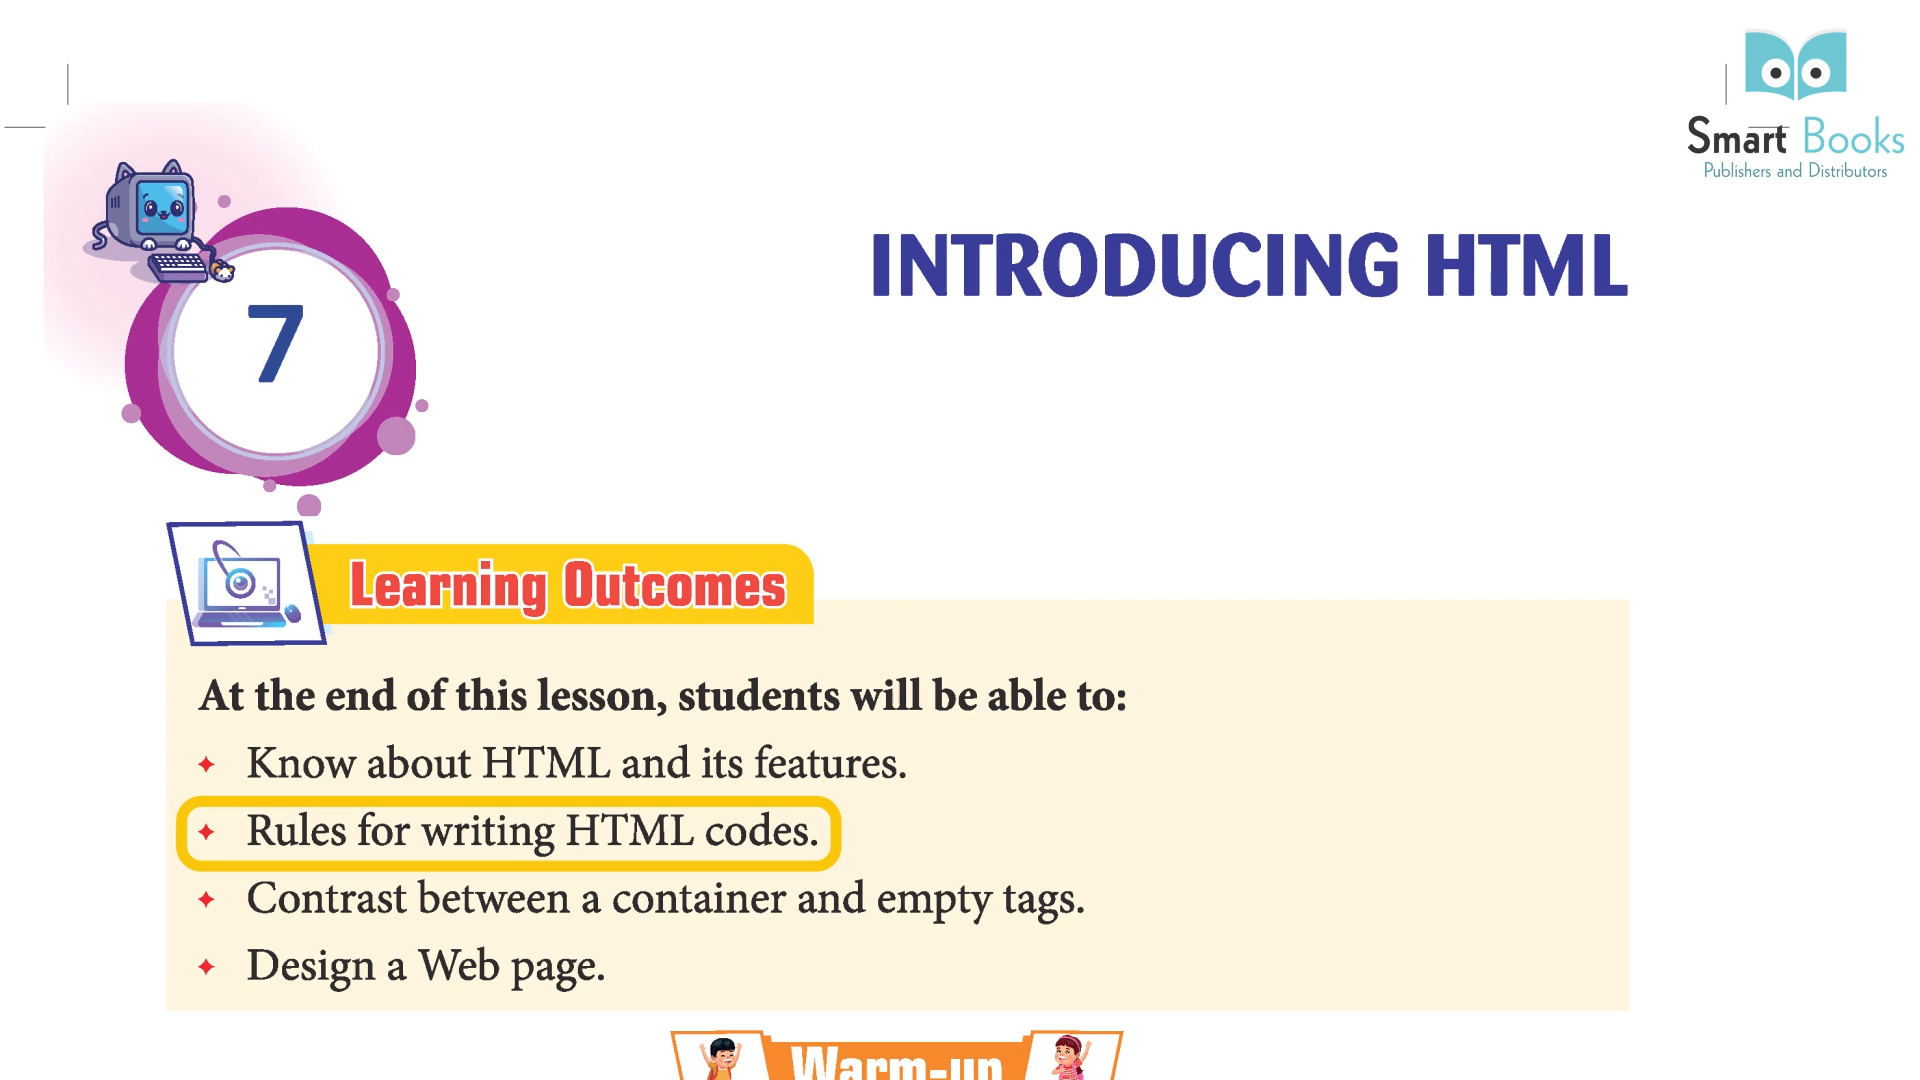 Smart Books
Publishers and Distributors
INTRODUCING HTML
7
Learning Outcomes
At the end of this lesson, students will be able to:
Know about HTML and its features.
Rules for writing HTML codes.
Contrast between a container and empty tags.
Design a Web page.
Warm-up